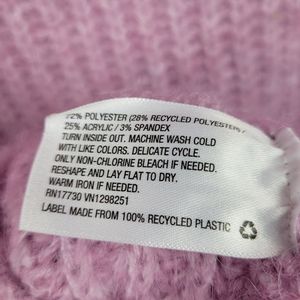 72% POLYESTER (28% RECYCLED POLYESTER) /
25% ACRYLIC / 3% SPANDEX
TURN INSIDE OUT. MACHINE WASH COLD
WITH LIKE COLORS. DELICATE CYCLE.
ONLY NON-CHLORINE BLEACH IF NEEDED.
RESHAPE AND LAY FLAT TO DRY.
WARM IRON IF NEEDED.
RN17730 VN1298251
LABEL MADE FROM 100% RECYCLED PLASTIC